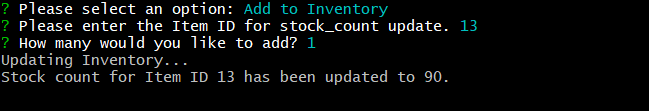 ? Please select an option: Add to Inventory
? Please enter the Item ID for stock_count update. 13
? How many would you like to add? 1
Updating Inventory...
Stock count for Item ID 13 has been updated to 90.